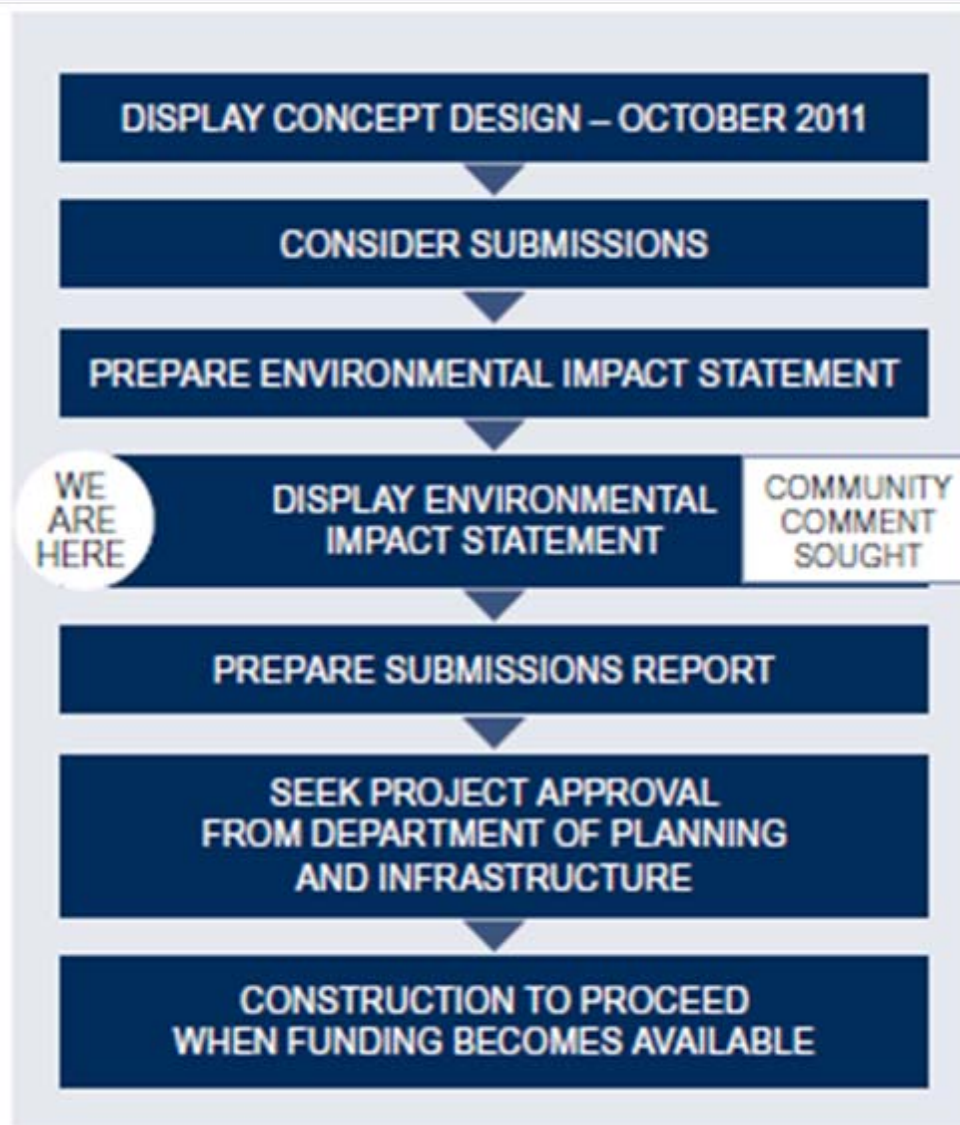 DISPLAY CONCEPT DESIGN – OCTOBER 2011
CONSIDER SUBMISSIONS
PREPARE ENVIRONMENTAL IMPACT STATEMENT
WE
ARE
HERE
DISPLAY ENVIRONMENTAL
IMPACT STATEMENT
COMMUNITY
COMMENT
SOUGHT
PREPARE SUBMISSIONS REPORT
SEEK PROJECT APPROVAL
FROM DEPARTMENT OF PLANNING
AND INFRASTRUCTURE
CONSTRUCTION TO PROCEED
WHEN FUNDING BECOMES AVAILABLE